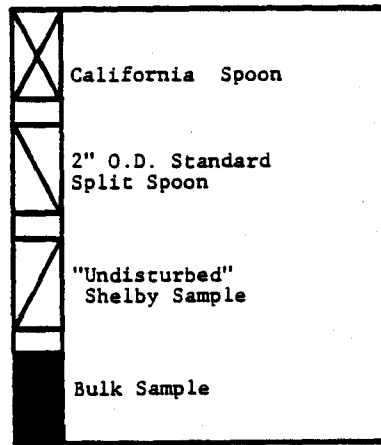 California Spoon
2" O.D. Standard
Split Spoon
"Undisturbed"
Shelby Sample
Bulk Sample